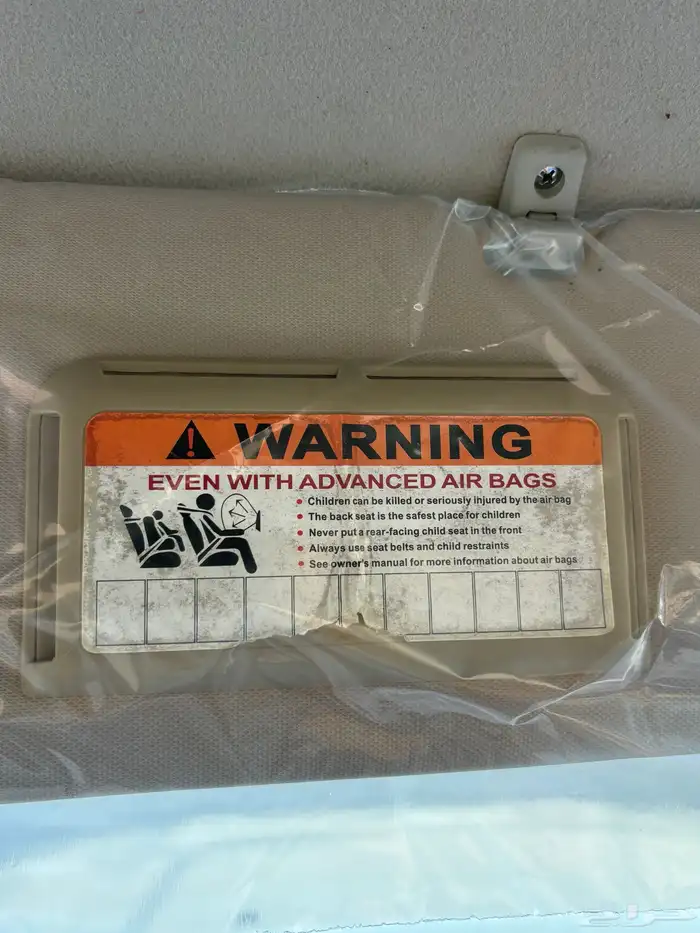 WARNING
EVEN WITH ADVANCED AIR BAGS
Children can be killed or seriously injured by the air bag
The back seat is the safest place for children
Never put a rear-facing child seat in the front
Always use seat belts and child restraints
See owner's manual for more information about air bags
حراج